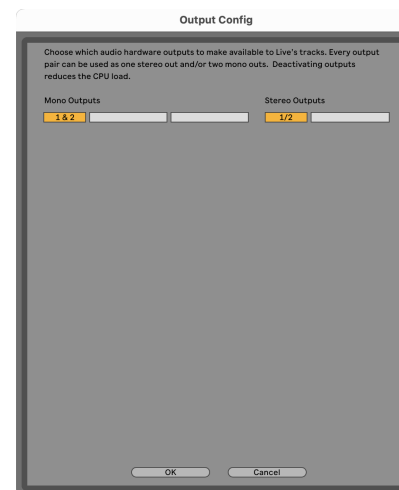 Output Config
Choose which audio hardware outputs to make available to Live's tracks. Every output
pair can be used as one stereo out and/or two mono outs. Deactivating outputs
reduces the CPU load.
Mono Outputs Stereo Outputs
1 & 2 1/2
OK Cancel